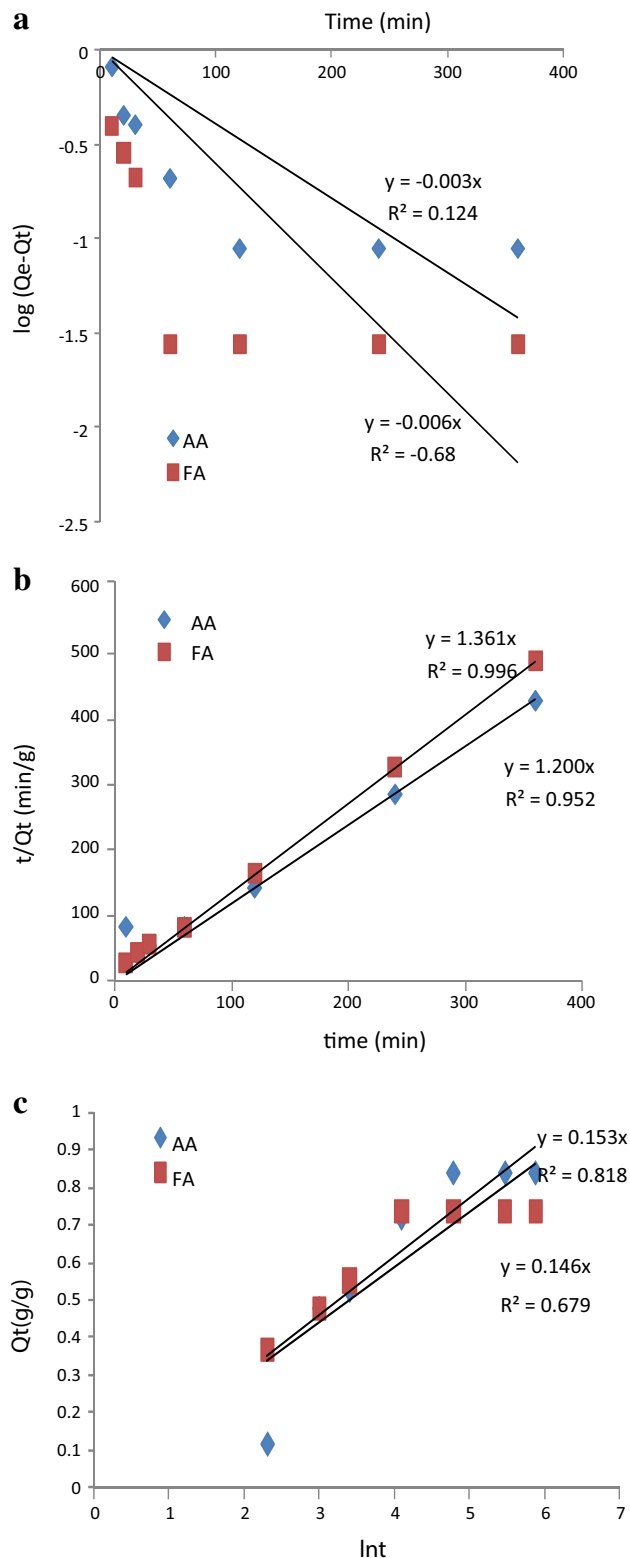 a
Time (min)
0
0 100 200 300 400
-0.5
-1
-1.5
-2
-2.5
log (Qe-Qt)
y = -0.003x
R² = 0.124
y = -0.006x
R² = -0.68
AA
FA
b
600
500
400
300
200
100
0
t/Qt (min/g)
AA
FA
y = 1.361x
R² = 0.996
y = 1.200x
R² = 0.952
0 100 200 300 400
time (min)
c
1
0.9
0.8
0.7
0.6
0.5
0.4
0.3
0.2
0.1
0
Qt(g/g)
AA
FA
y = 0.153x
R² = 0.818
y = 0.146x
R² = 0.679
0 1 2 3 4 5 6 7
lnt